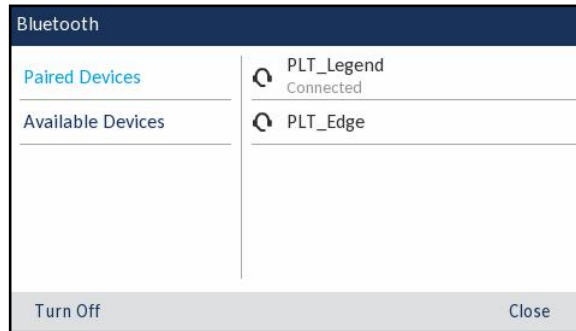 Bluetooth
Paired Devices
Available Devices
PLT_Legend
Connected
PLT_Edge
Turn Off
Close